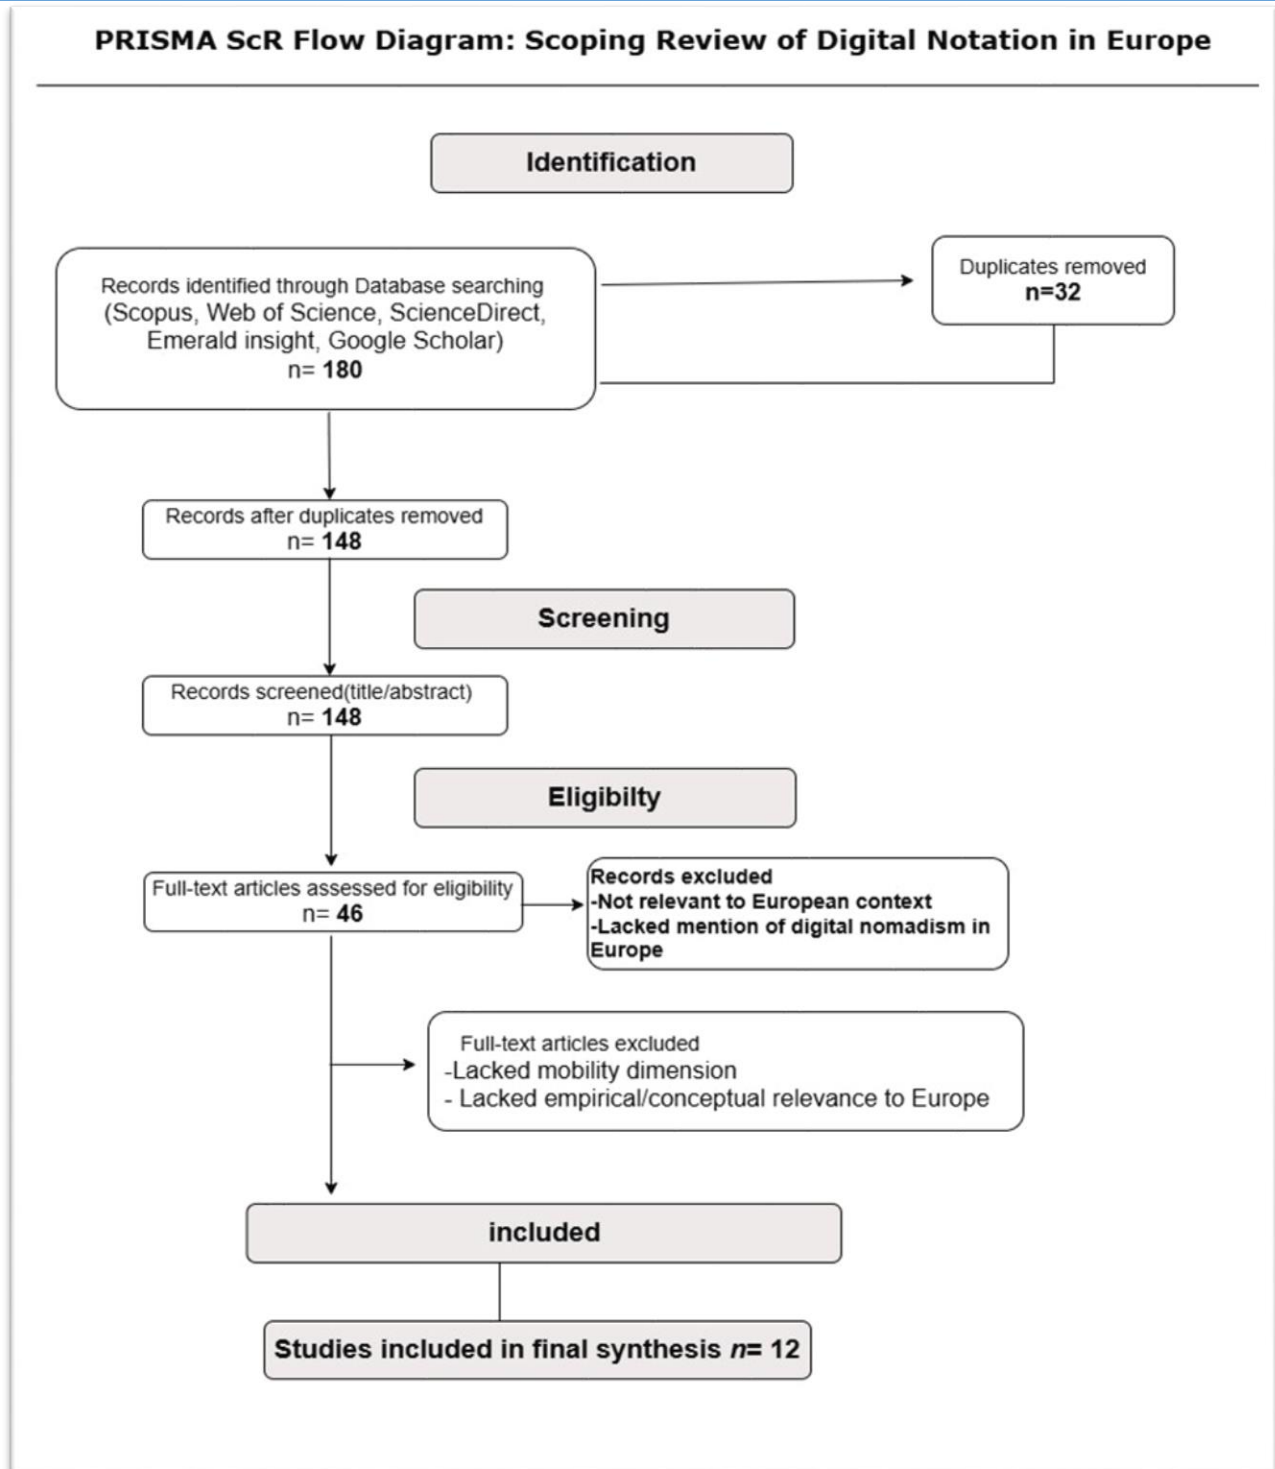 PRISMA ScR Flow Diagram: Scoping Review of Digital Notation in Europe
Identification
Records identified through Database searching
(Scopus, Web of Science, ScienceDirect,
Emerald insight, Google Scholar)
n= 180
Duplicates removed
n=32
Records after duplicates removed
n= 148
Screening
Records screened(title/abstract)
n= 148
Eligibilty
Full-text articles assessed for eligibility
n= 46
Records excluded
-Not relevant to European context
-Lacked mention of digital nomadism in
Europe
Full-text articles excluded
-Lacked mobility dimension
- Lacked empirical/conceptual relevance to Europe
included
Studies included in final synthesis n= 12